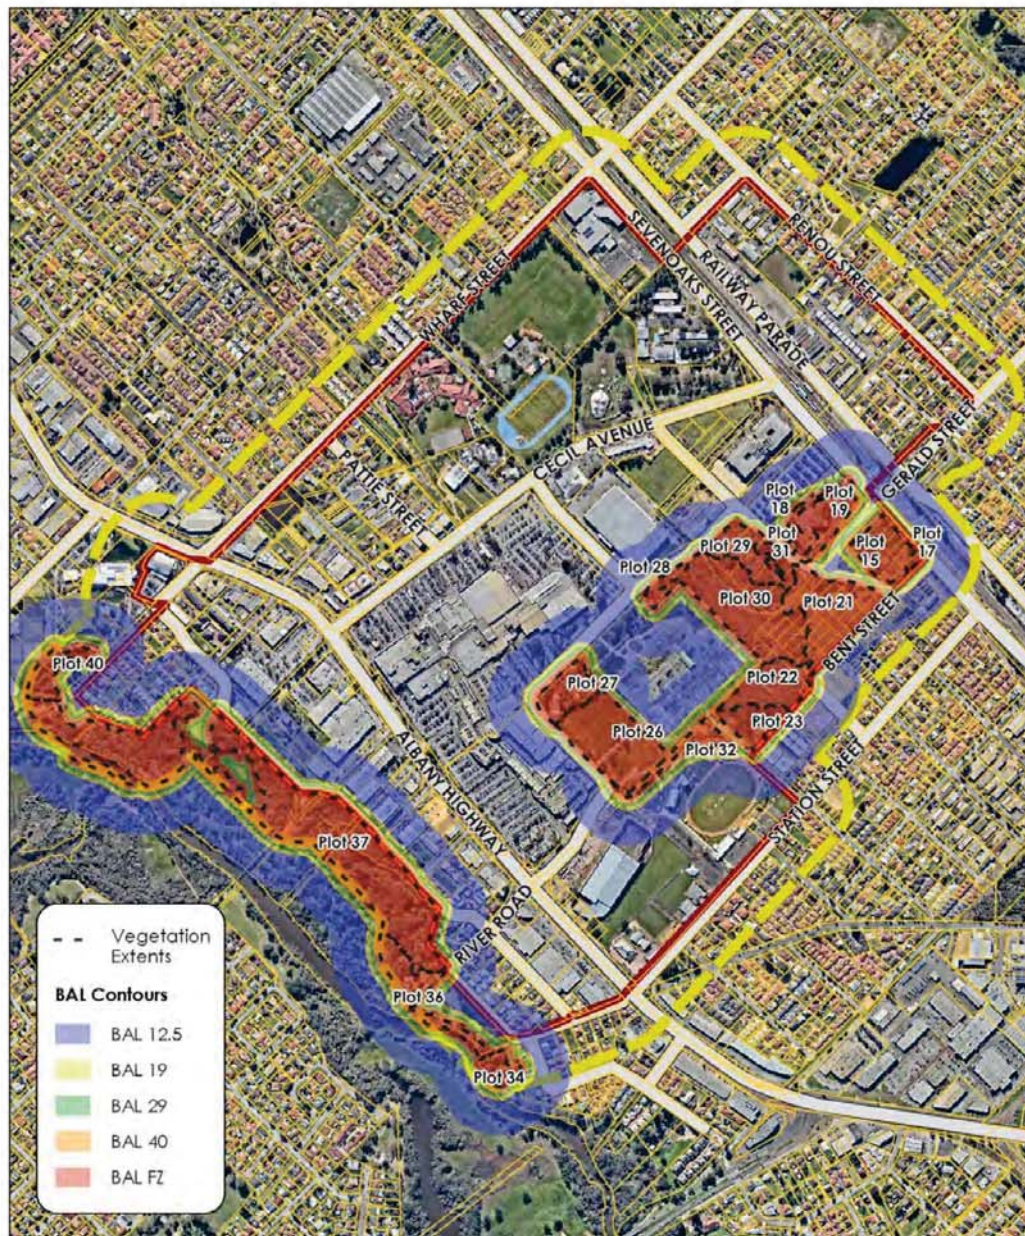 WHARF STREET
SEVENOAKS STREET
RAILWAY PARADE
RENOU STREET
GERALD STREET
PATTIE STREET
CECIL AVENUE
Plot
18
Plot
19
Plot
17
Plot
15
Plot 29
Plot
31
Plot 28
Plot 30
Plot 21
BENT STREET
Plot 40
Plot 27
Plot 22
Plot 23
Plot 26
Plot 32
STATION STREET
ALBANY HIGHWAY
Plot 37
RIVER ROAD
Plot 36
Plot 34
Vegetation
Extents
BAL Contours
BAL 12.5
BAL 19
BAL 29
BAL 40
BAL FZ